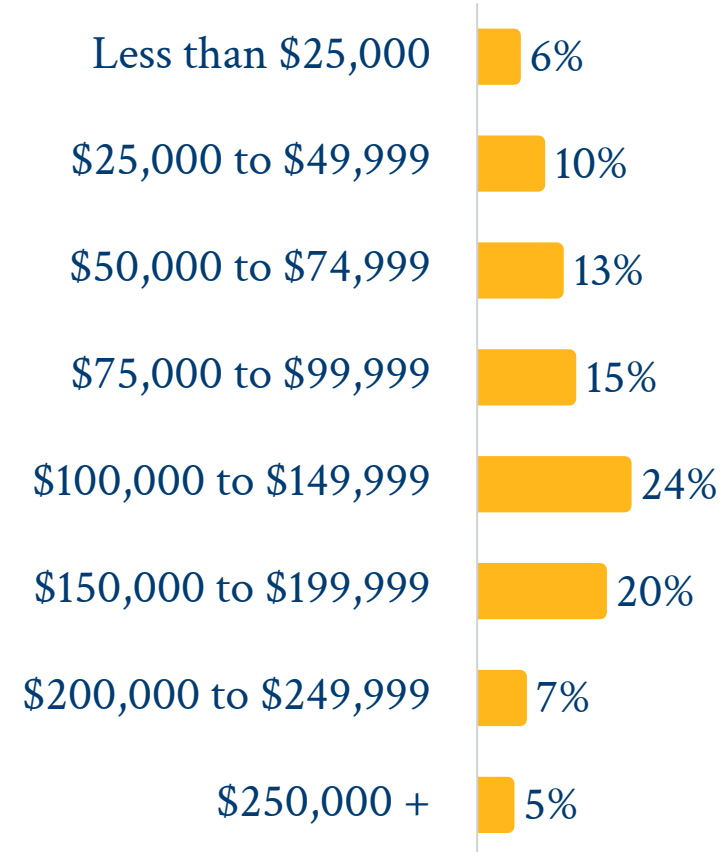 Less than $25,000 6%
$25,000 to $49,999 10%
$50,000 to $74,999 13%
$75,000 to $99,999 15%
$100,000 to $149,999 24%
$150,000 to $199,999 20%
$200,000 to $249,999 7%
$250,000 + 5%